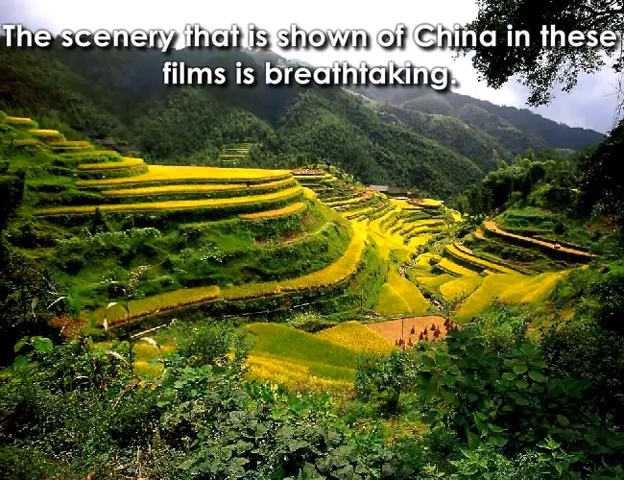 The scenery that is shown of China in these
films is breathtaking.